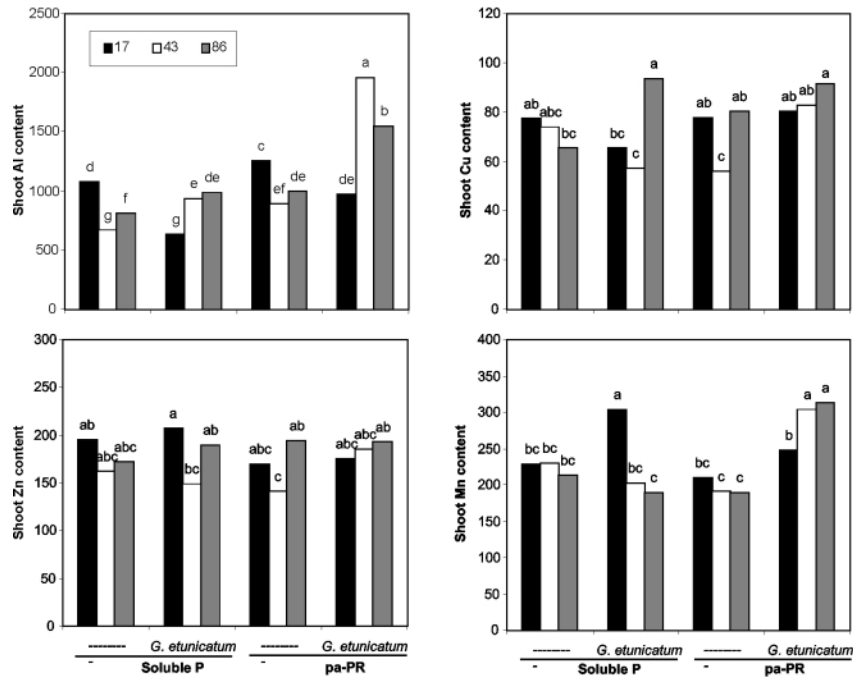 Shoot Al content
2500
2000
1500
1000
500
0
17 43 86
d g f g e de c ef de de a b
Shoot Cu content
120
100
80
60
40
20
0
ab abc bc bc c a ab c ab ab ab a
Shoot Zn content
300
250
200
150
100
50
0
ab abc abc a bc ab abc c abc abc abc ab
-------- G. etunicatum -------- G. etunicatum
- -
Soluble P pa-PR
Shoot Mn content
400
350
300
250
200
150
100
50
0
bc bc bc a bc c bc c c b a a
-------- G. etunicatum -------- G. etunicatum
- -
Soluble P pa-PR